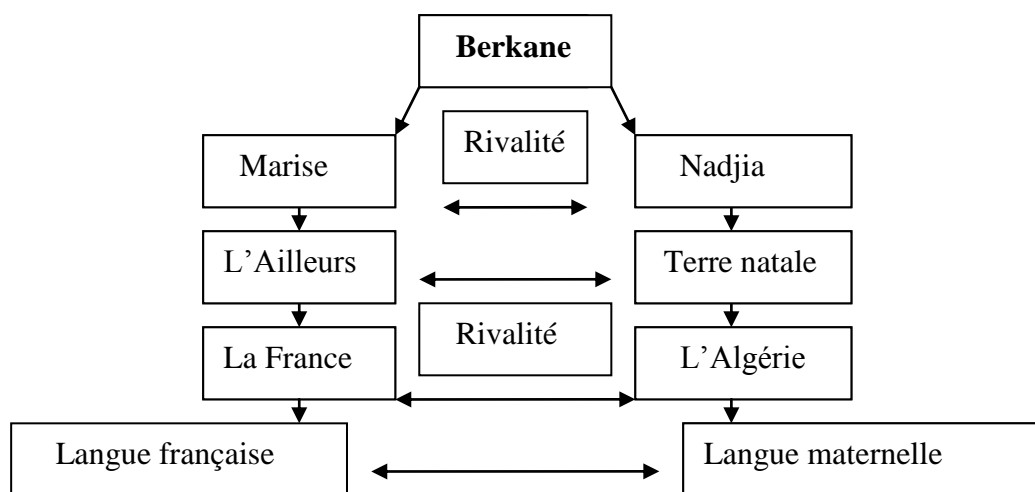 Berkane
Rivalité
Marise
Nadjia
L’Ailleurs
Terre natale
Rivalité
La France
L’Algérie
Langue française
Langue maternelle